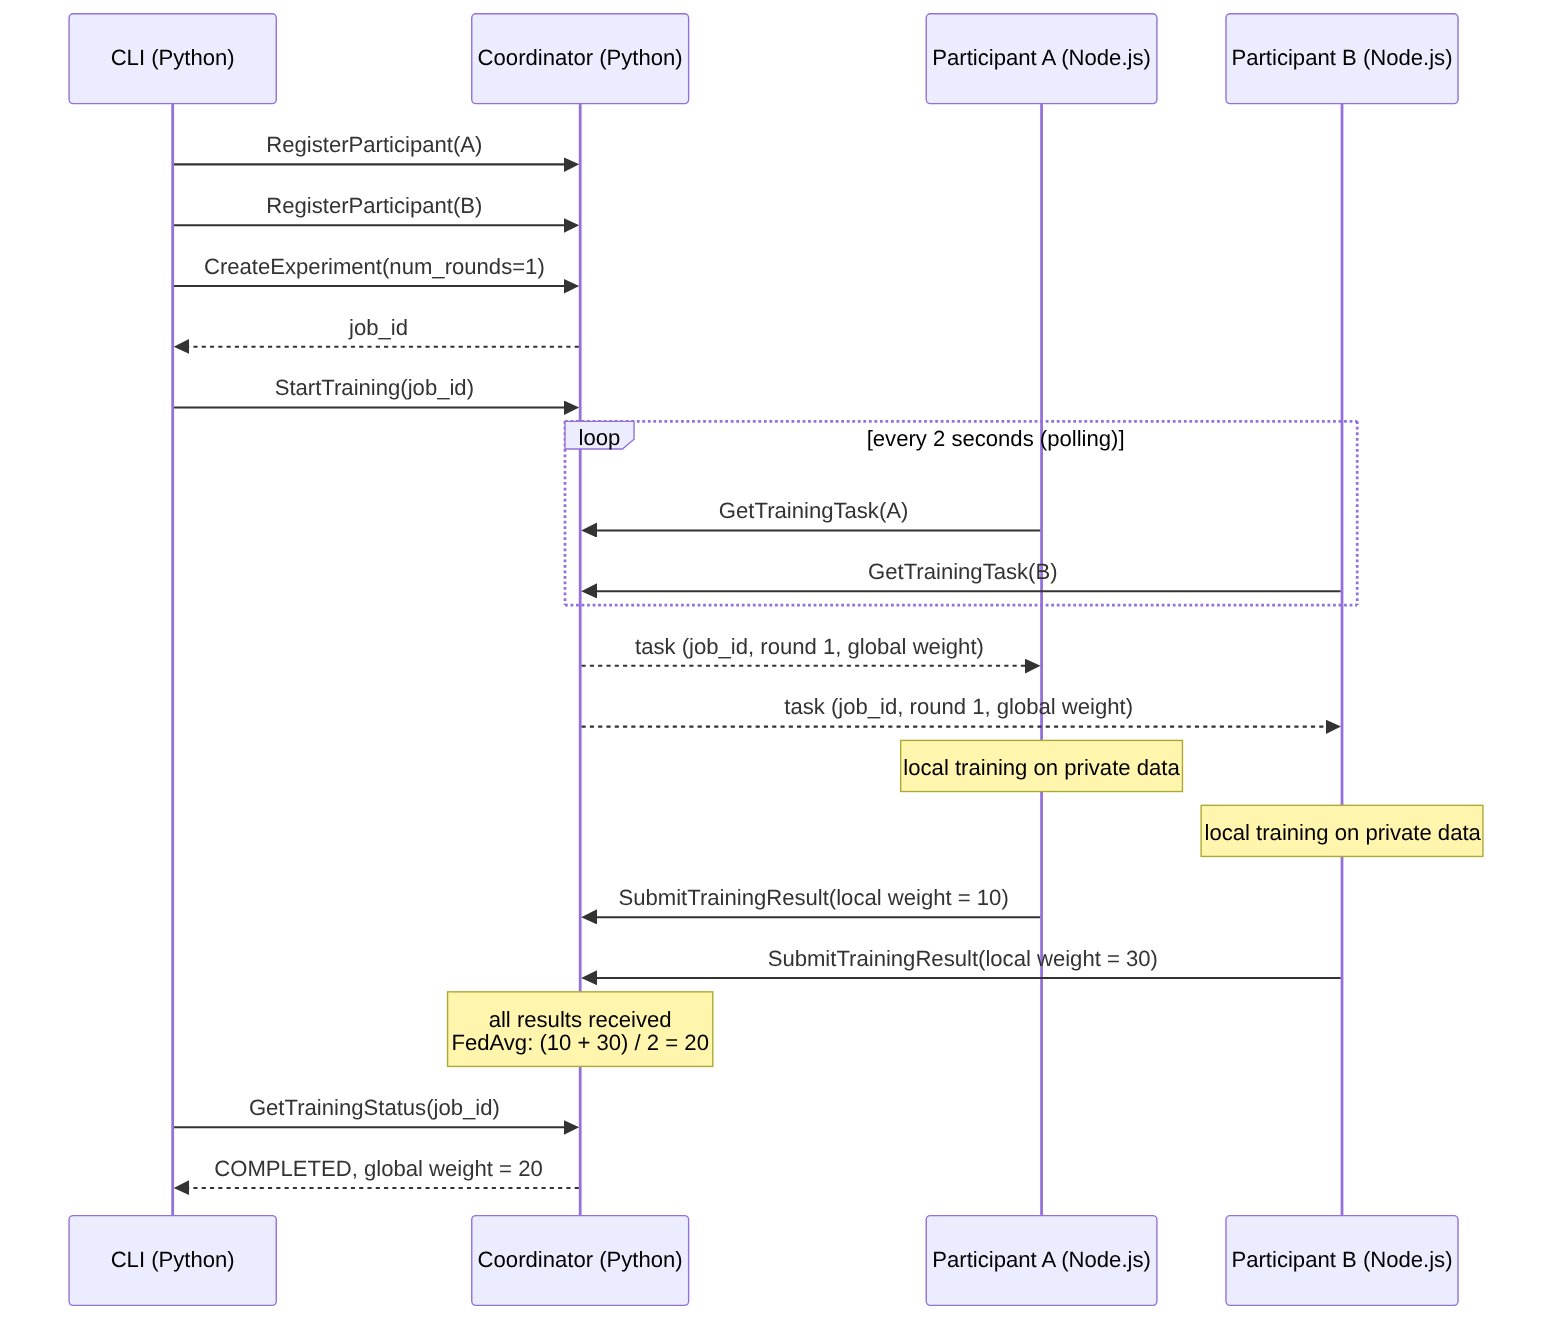 CLI (Python)
Coordinator (Python)
Participant A (Node.js)
Participant B (Node.js)
RegisterParticipant(A)
RegisterParticipant(B)
CreateExperiment(num_rounds=1)
job_id
StartTraining(job_id)
loop
[every 2 seconds (polling)]
GetTrainingTask(A)
GetTrainingTask(B)
task (job_id, round 1, global weight)
task (job_id, round 1, global weight)
local training on private data
local training on private data
SubmitTrainingResult(local weight = 10)
SubmitTrainingResult(local weight = 30)
all results received
FedAvg: (10 + 30) / 2 = 20
GetTrainingStatus(job_id)
COMPLETED, global weight = 20
CLI (Python)
Coordinator (Python)
Participant A (Node.js)
Participant B (Node.js)